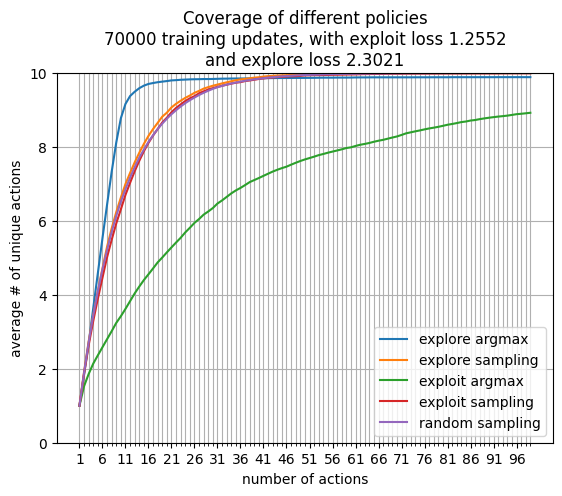 Coverage of different policies
70000 training updates, with exploit loss 1.2552
and explore loss 2.3021
10
8
6
4
2
0
average # of unique actions
explore argmax
explore sampling
exploit argmax
exploit sampling
random sampling
1 6 11 16 21 26 31 36 41 46 51 56 61 66 71 76 81 86 91 96
number of actions